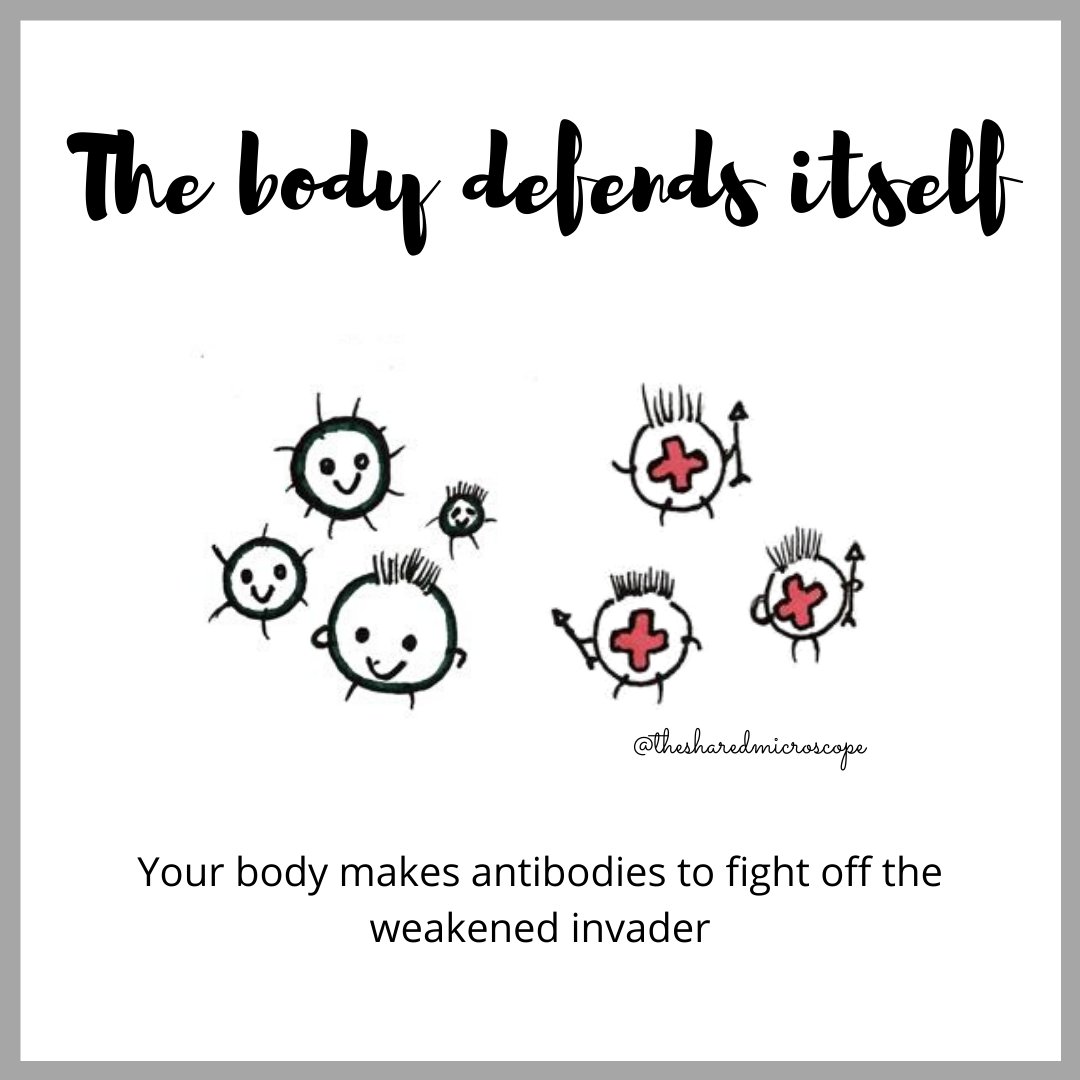 The body defends itself
@thesharedmicroscope
Your body makes antibodies to fight off the
weakened invader